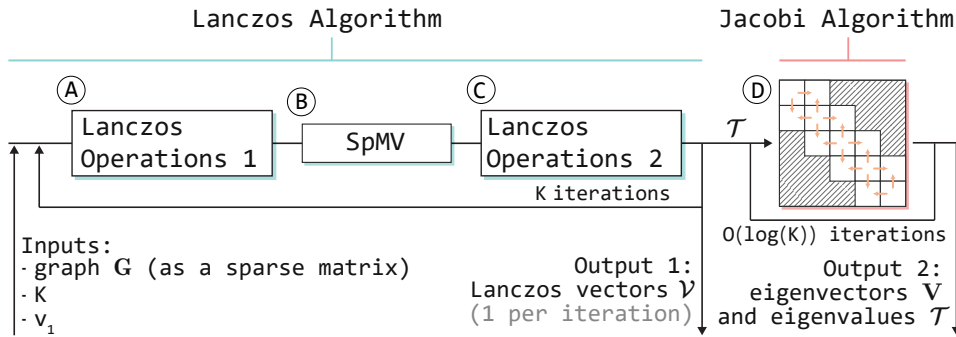 Lanczos Algorithm
Jacobi Algorithm
A
B
C
D
Lanczos
Operations 1
SpMV
Lanczos
Operations 2
𝒯
K iterations
O(log(K)) iterations
Inputs:
- graph G (as a sparse matrix)
- K
- v₁
Output 1:
Lanczos vectors 𝒱
(1 per iteration)
Output 2:
eigenvectors V
and eigenvalues 𝒯